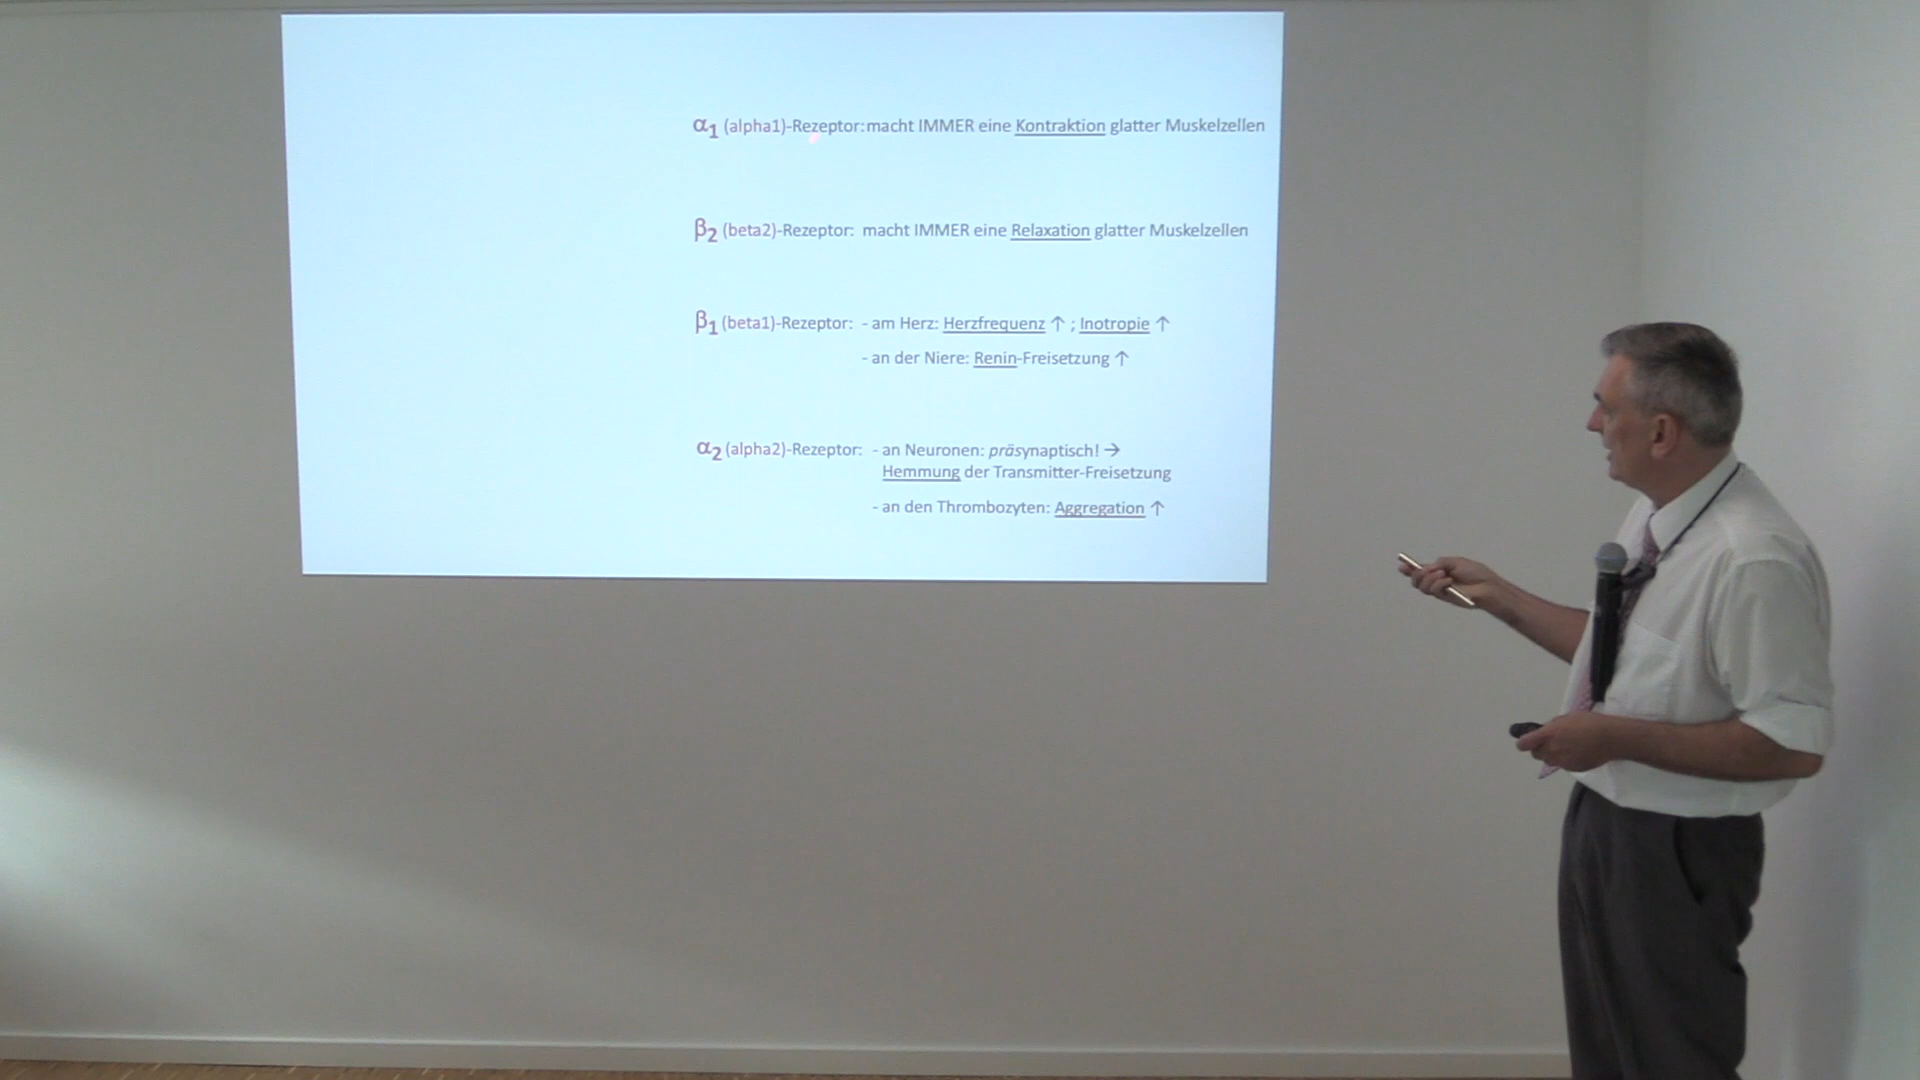 α1 (alpha1)-Rezeptor: macht IMMER eine Kontraktion glatter Muskelzellen
β2 (beta2)-Rezeptor: macht IMMER eine Relaxation glatter Muskelzellen
β1 (beta1)-Rezeptor: - am Herz: Herzfrequenz ↑ ; Inotropie ↑
- an der Niere: Renin-Freisetzung ↑
α2 (alpha2)-Rezeptor: - an Neuronen: präsynaptisch! →
Hemmung der Transmitter-Freisetzung
- an den Thrombozyten: Aggregation ↑